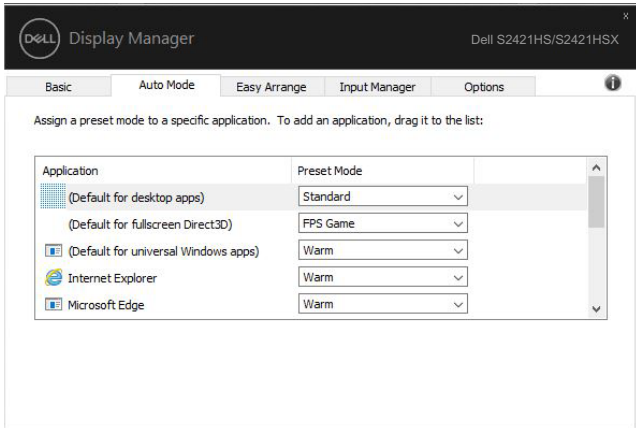 x
DELL Display Manager Dell S2421HS/S2421HSX
Basic Auto Mode Easy Arrange Input Manager Options
Assign a preset mode to a specific application. To add an application, drag it to the list:
Application Preset Mode
(Default for desktop apps) Standard
(Default for fullscreen Direct3D) FPS Game
(Default for universal Windows apps) Warm
Internet Explorer Warm
Microsoft Edge Warm